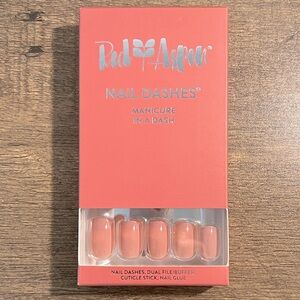 Red Aspen
NAIL DASHES®
MANICURE
IN A DASH
NAIL DASHES, DUAL FILE/BUFFER,
CUTICLE STICK, NAIL GLUE